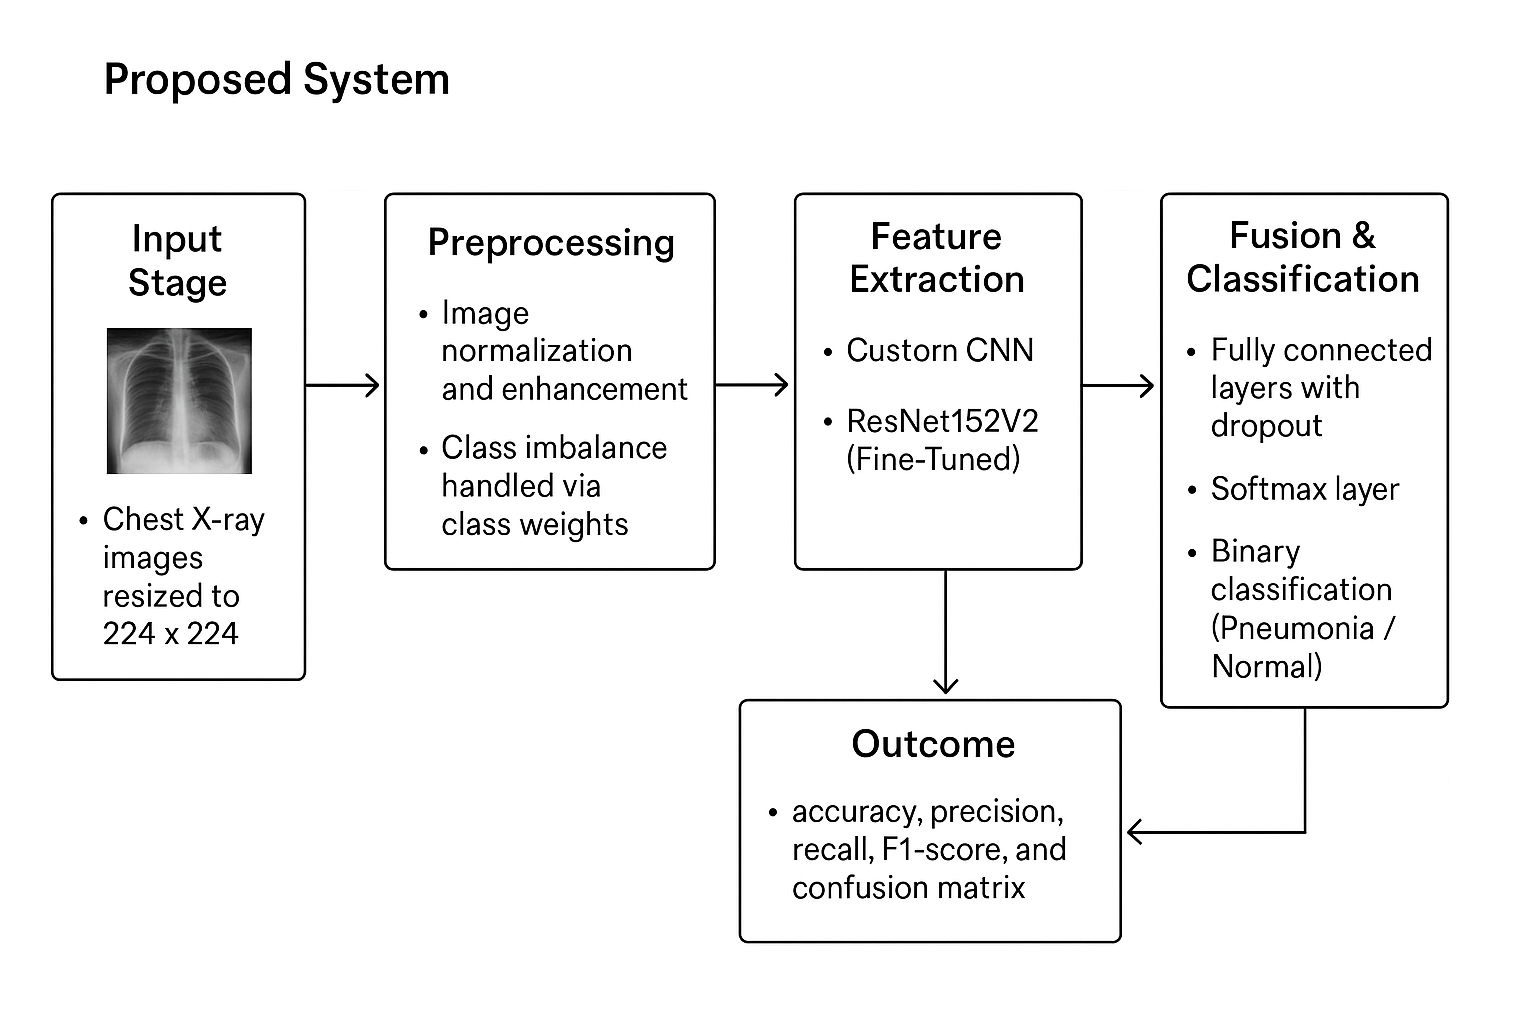 Proposed System
Input
Stage
• Chest X-ray
images
resized to
224 x 224
Preprocessing
• Image
normalization
and enhancement
• Class imbalance
handled via
class weights
Feature
Extraction
• Custorn CNN
• ResNet152V2
(Fine-Tuned)
Fusion &
Classification
• Fully connected
layers with
dropout
• Softmax layer
• Binary
classification
(Pneumonia /
Normal)
Outcome
• accuracy, precision,
recall, F1-score, and
confusion matrix